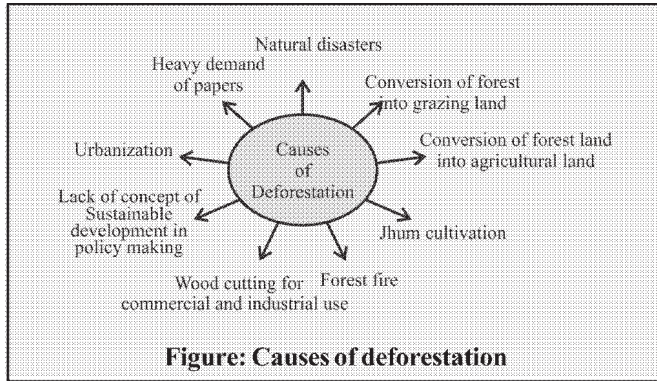 Natural disasters
Heavy demand
of papers
Conversion of forest
into grazing land
Urbanization
Causes
of
Deforestation
Conversion of forest land
into agricultural land
Lack of concept of
Sustainable
development in
policy making
Jhum cultivation
Wood cutting for
commercial and industrial use
Forest fire
Figure: Causes of deforestation